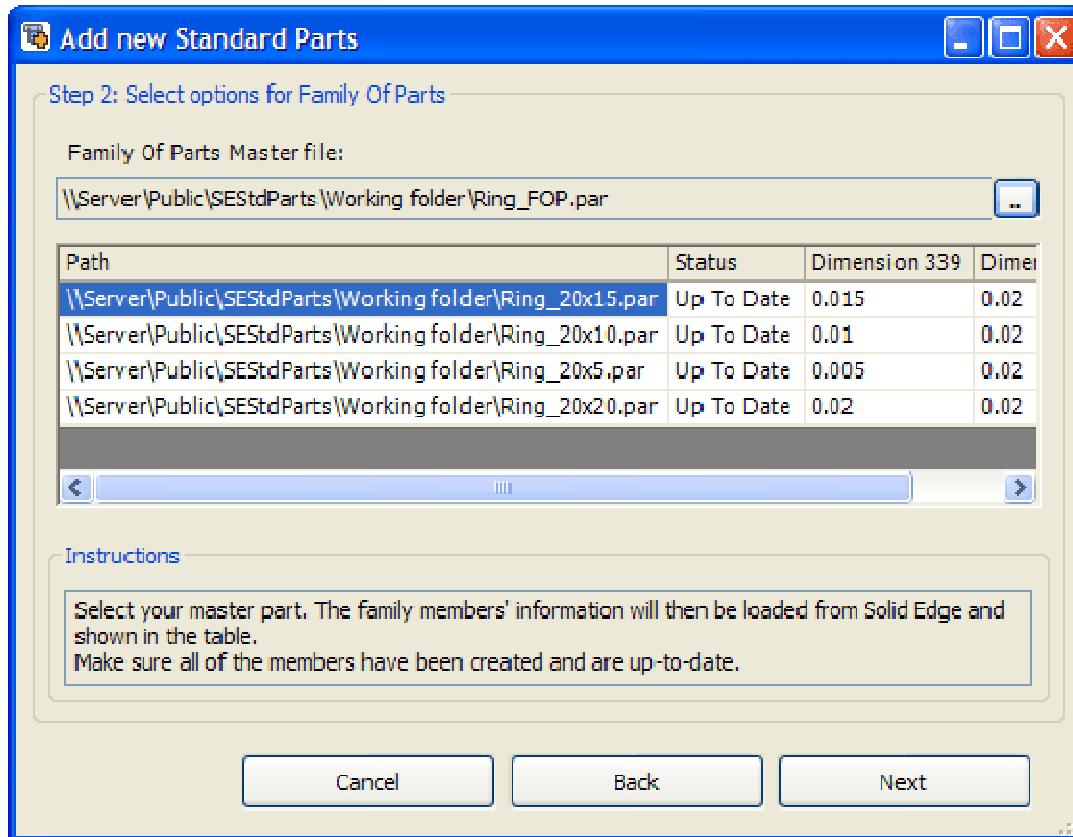 Add new Standard Parts
Step 2: Select options for Family Of Parts
Family Of Parts Master file:
\\Server\Public\SEStdParts\Working folder\Ring_FOP.par
..
Path Status Dimension 339 Dimer
\\Server\Public\SEStdParts\Working folder\Ring_20x15.par Up To Date 0.015 0.02
\\Server\Public\SEStdParts\Working folder\Ring_20x10.par Up To Date 0.01 0.02
\\Server\Public\SEStdParts\Working folder\Ring_20x5.par Up To Date 0.005 0.02
\\Server\Public\SEStdParts\Working folder\Ring_20x20.par Up To Date 0.02 0.02
Instructions
Select your master part. The family members' information will then be loaded from Solid Edge and
shown in the table.
Make sure all of the members have been created and are up-to-date.
Cancel Back Next